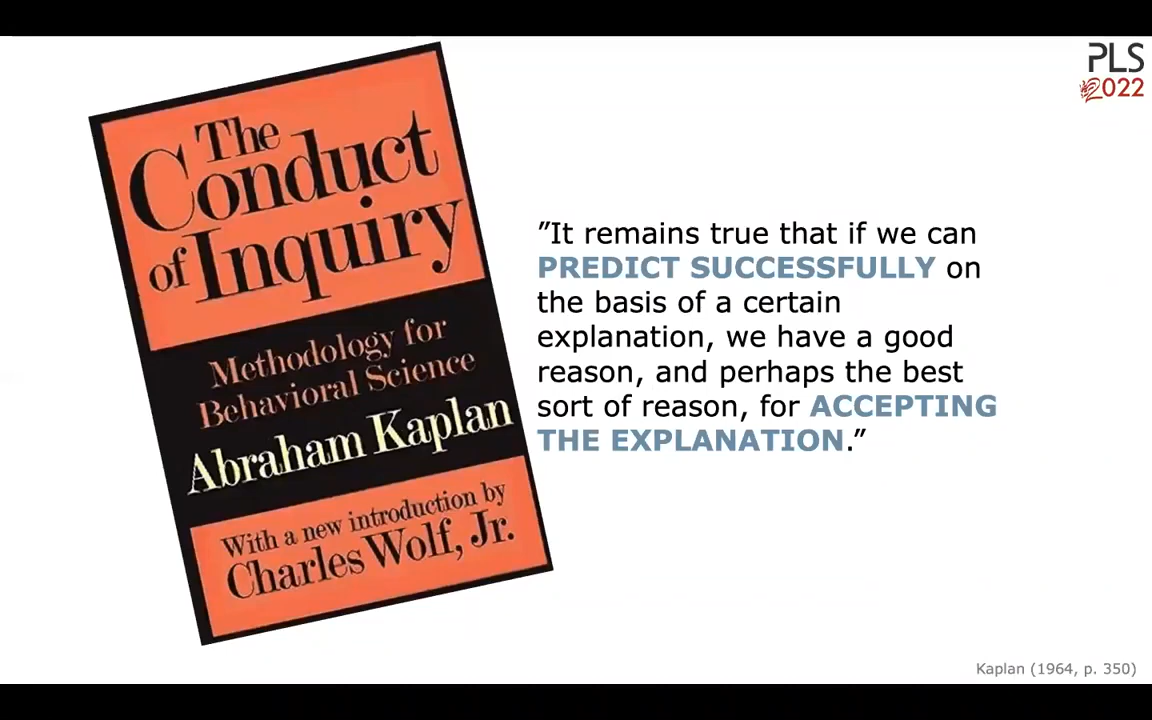 The
Conduct
of Inquiry
Methodology for
Behavioral Science
Abraham Kaplan
With a new introduction by
Charles Wolf, Jr.
”It remains true that if we can
PREDICT SUCCESSFULLY on
the basis of a certain
explanation, we have a good
reason, and perhaps the best
sort of reason, for ACCEPTING
THE EXPLANATION.”
PLS
2022
Kaplan (1964, p. 350)